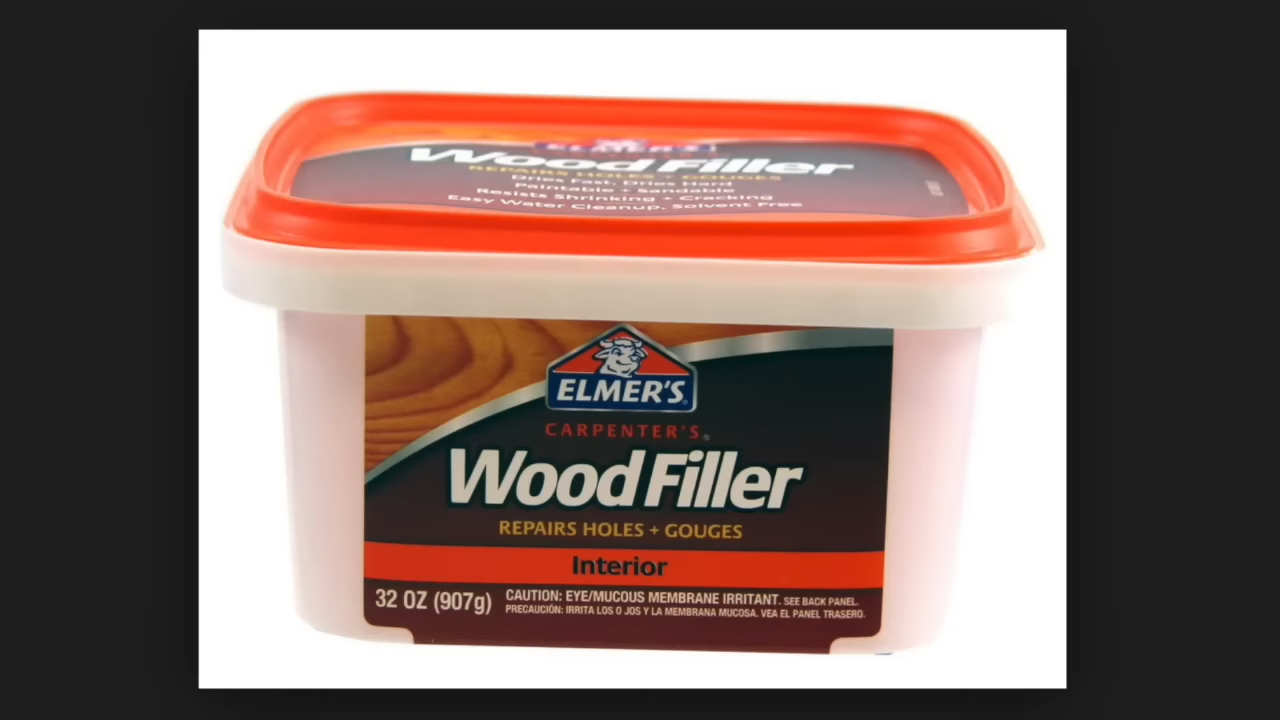 ELMER'S
Wood Filler
REPAIRS HOLES + GOUGES
Dries Fast, Dries Hard
Paintable + Sandable
Resists Shrinking + Cracking
Easy Water Cleanup, Solvent Free
ELMER'S®
CARPENTER'S®
Wood Filler
REPAIRS HOLES + GOUGES
Interior
32 OZ (907g)
CAUTION: EYE/MUCOUS MEMBRANE IRRITANT. SEE BACK PANEL.
PRECAUCIÓN: IRRITA LOS O JOS Y LA MEMBRANA MUCOSA. VEA EL PANEL TRASERO.